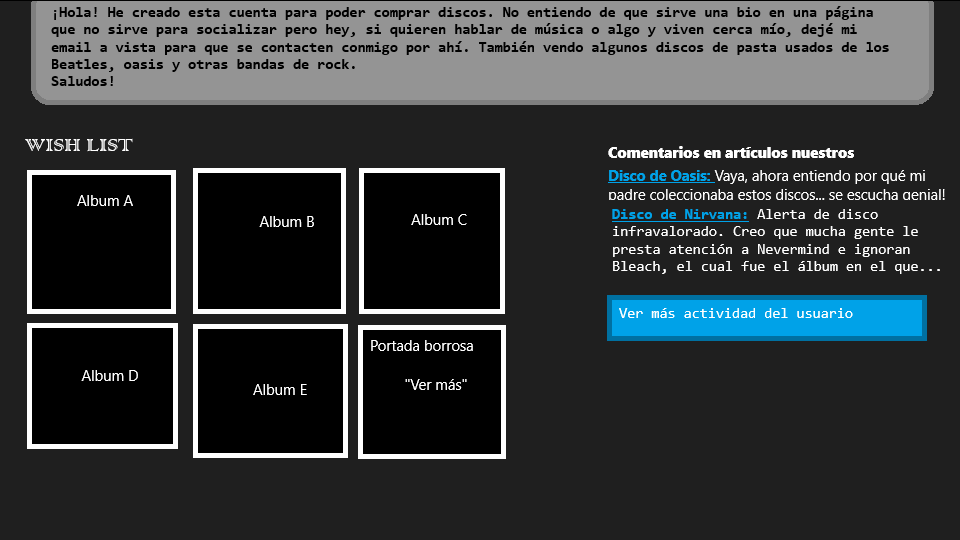 ¡Hola! He creado esta cuenta para poder comprar discos. No entiendo de que sirve una bio en una página
que no sirve para socializar pero hey, si quieren hablar de música o algo y viven cerca mío, dejé mi
email a vista para que se contacten conmigo por ahí. También vendo algunos discos de pasta usados de los
Beatles, oasis y otras bandas de rock.
Saludos!
WISH LIST
Album A
Album B
Album C
Album D
Album E
Portada borrosa
"Ver más"
Comentarios en artículos nuestros
Disco de Oasis: Vaya, ahora entiendo por qué mi
padre coleccionaba estos discos... se escucha genial!
Disco de Nirvana: Alerta de disco
infravalorado. Creo que mucha gente le
presta atención a Nevermind e ignoran
Bleach, el cual fue el álbum en el que...
Ver más actividad del usuario